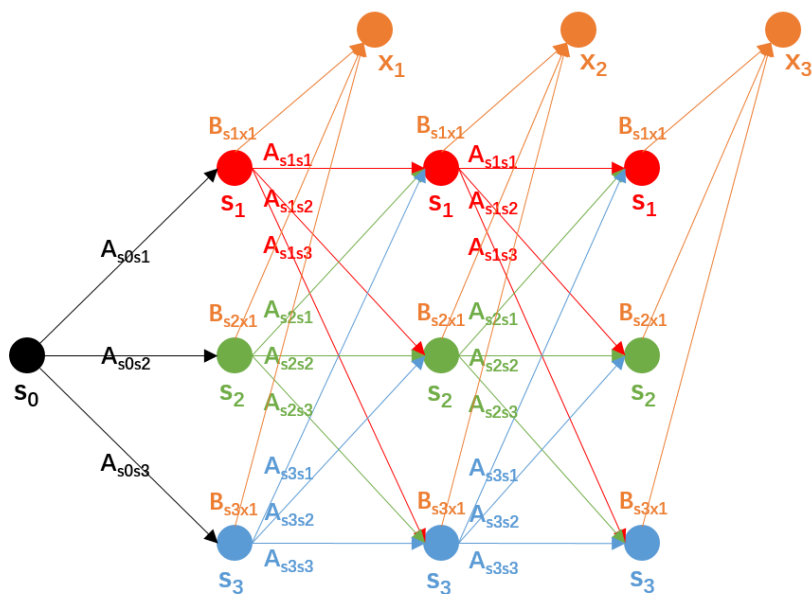 x1 x2 x3
Bs1x1 Bs1x1 Bs1x1
As1s1 As1s1
s1 As1s2 s1 As1s2 s1
As0s1 As1s3 As1s3
Bs2x1 As2s1 Bs2x1 As2s1 Bs2x1
As0s2 As2s2 As2s2
s0 s2 s2 s2
As2s3 As2s3
As0s3 As3s1 As3s1
Bs3x1 As3s2 Bs3x1 As3s2 Bs3x1
As3s3 As3s3
s3 s3 s3